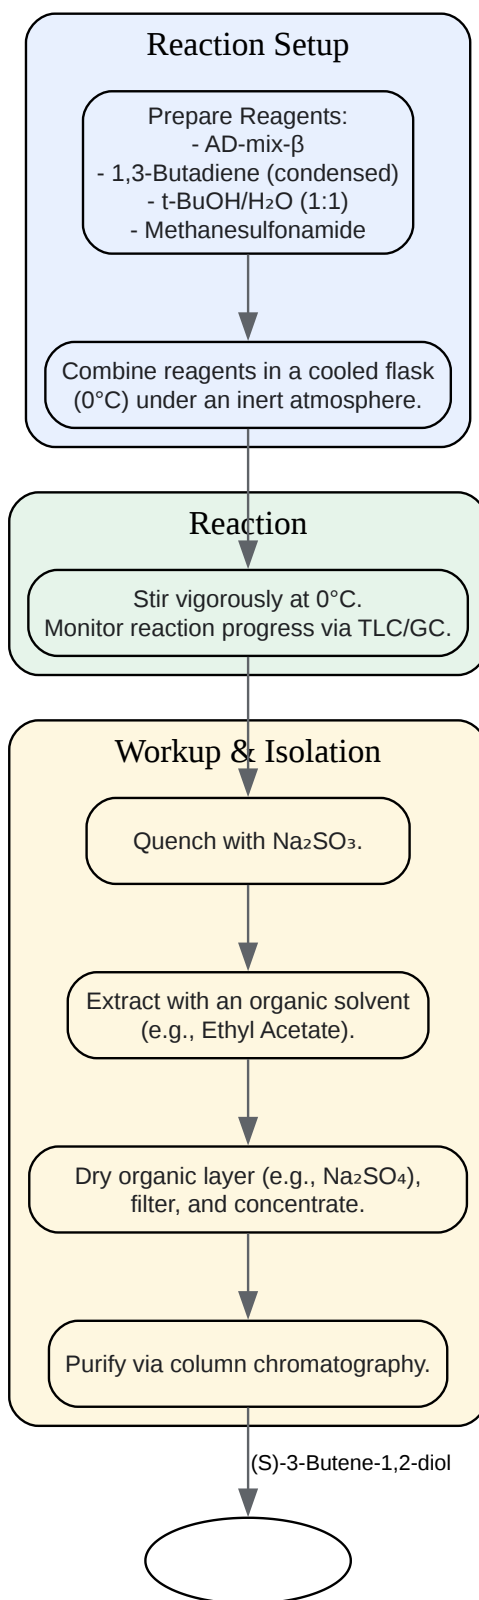 Reaction Setup
Prepare Reagents:
- AD-mix-β
- 1,3-Butadiene (condensed)
- t-BuOH/H₂O (1:1)
- Methanesulfonamide
Combine reagents in a cooled flask
(0°C) under an inert atmosphere.
Reaction
Stir vigorously at 0°C.
Monitor reaction progress via TLC/GC.
Workup & Isolation
Quench with Na₂SO₃.
Extract with an organic solvent
(e.g., Ethyl Acetate).
Dry organic layer (e.g., Na₂SO₄),
filter, and concentrate.
Purify via column chromatography.
(S)-3-Butene-1,2-diol